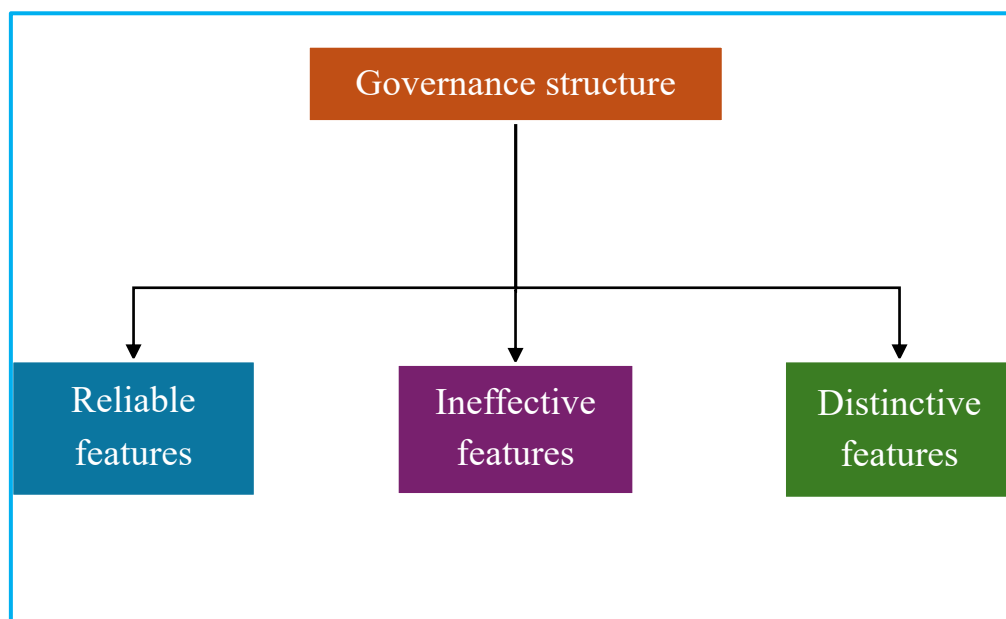 Governance structure
Reliable
features
Ineffective
features
Distinctive
features